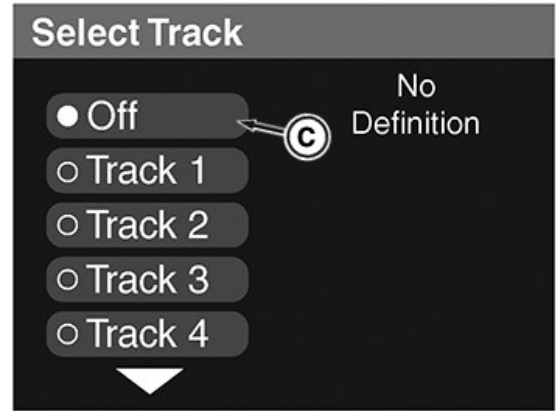 Select Track
No
Definition
Off
C
Track 1
Track 2
Track 3
Track 4